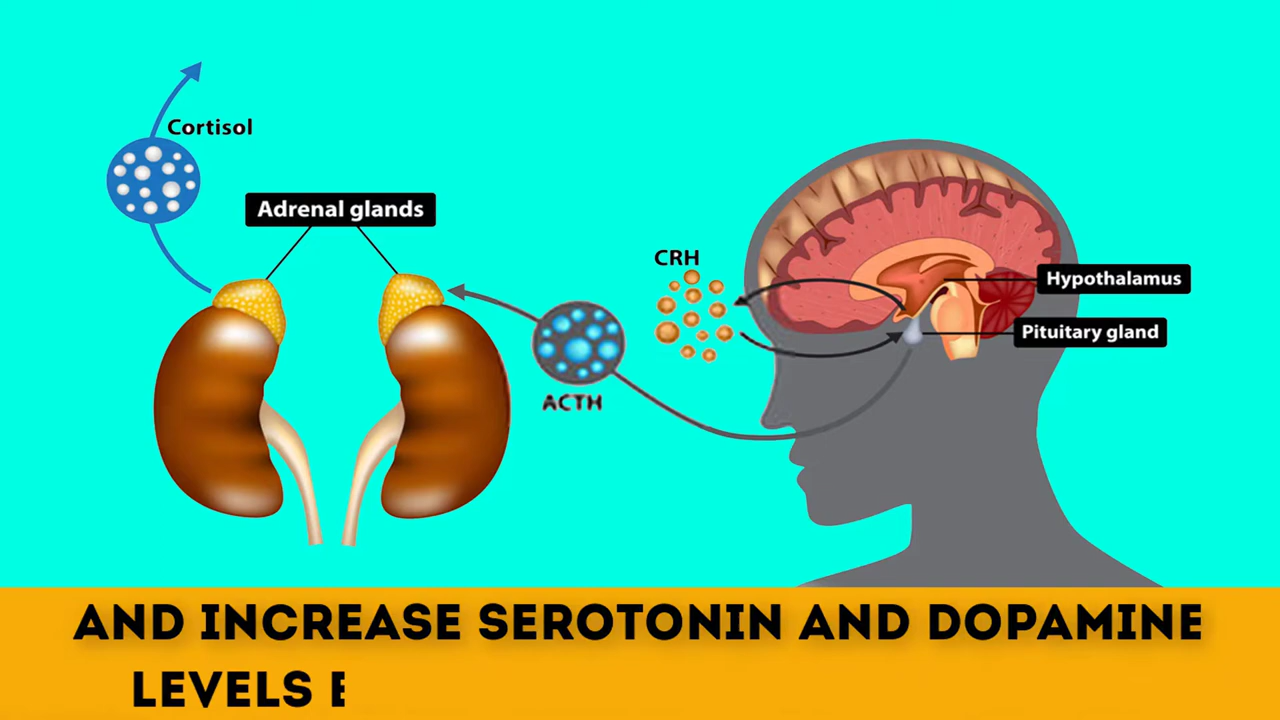 Cortisol
Adrenal glands
CRH
Hypothalamus
Pituitary gland
ACTH
AND INCREASE SEROTONIN AND DOPAMINE
LEVELS